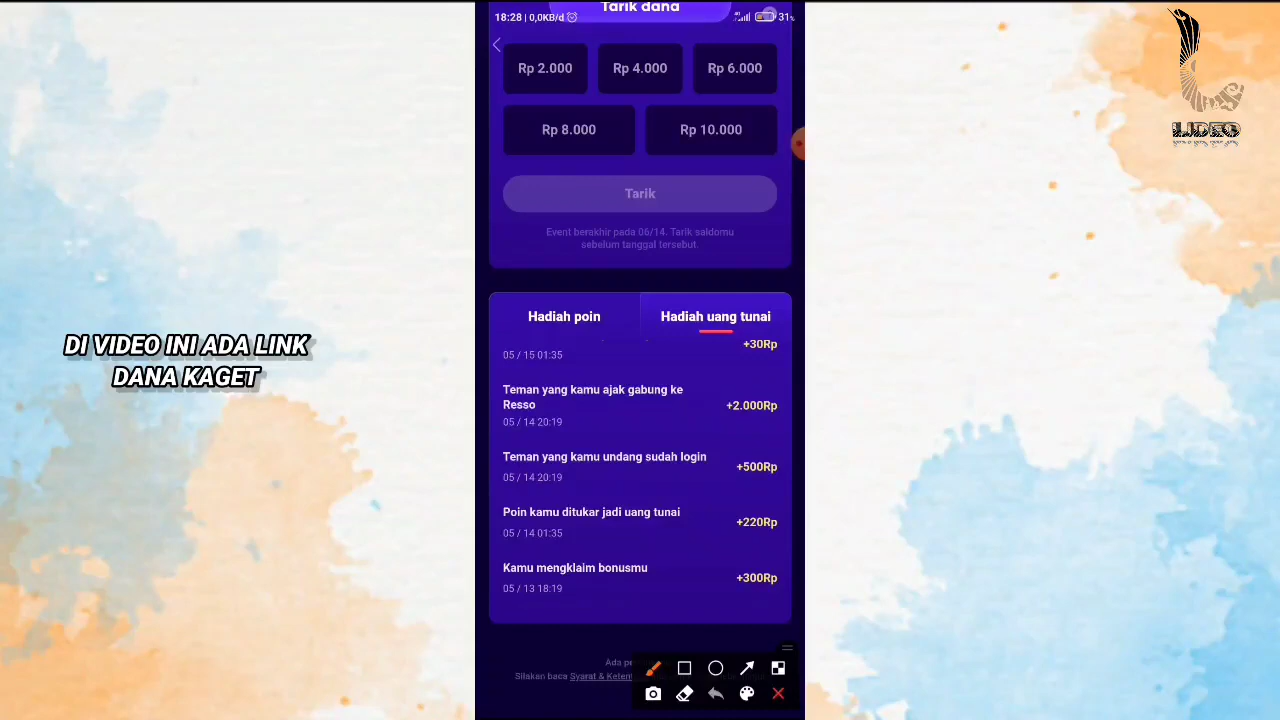 Tarik dana
18:28 | 0,0KB/d
4G
31%
Rp 2.000
Rp 4.000
Rp 6.000
Rp 8.000
Rp 10.000
Tarik
Event berakhir pada 06/14. Tarik saldomu
sebelum tanggal tersebut.
Hadiah poin
Hadiah uang tunai
+30Rp
05 / 15 01:35
Teman yang kamu ajak gabung ke
Resso
+2.000Rp
05 / 14 20:19
Teman yang kamu undang sudah login
+500Rp
05 / 14 20:19
Poin kamu ditukar jadi uang tunai
+220Rp
05 / 14 01:35
Kamu mengklaim bonusmu
+300Rp
05 / 13 18:19
Ada
Silakan baca Syarat &
DI VIDEO INI ADA LINK
DANA KAGET
LIDEO